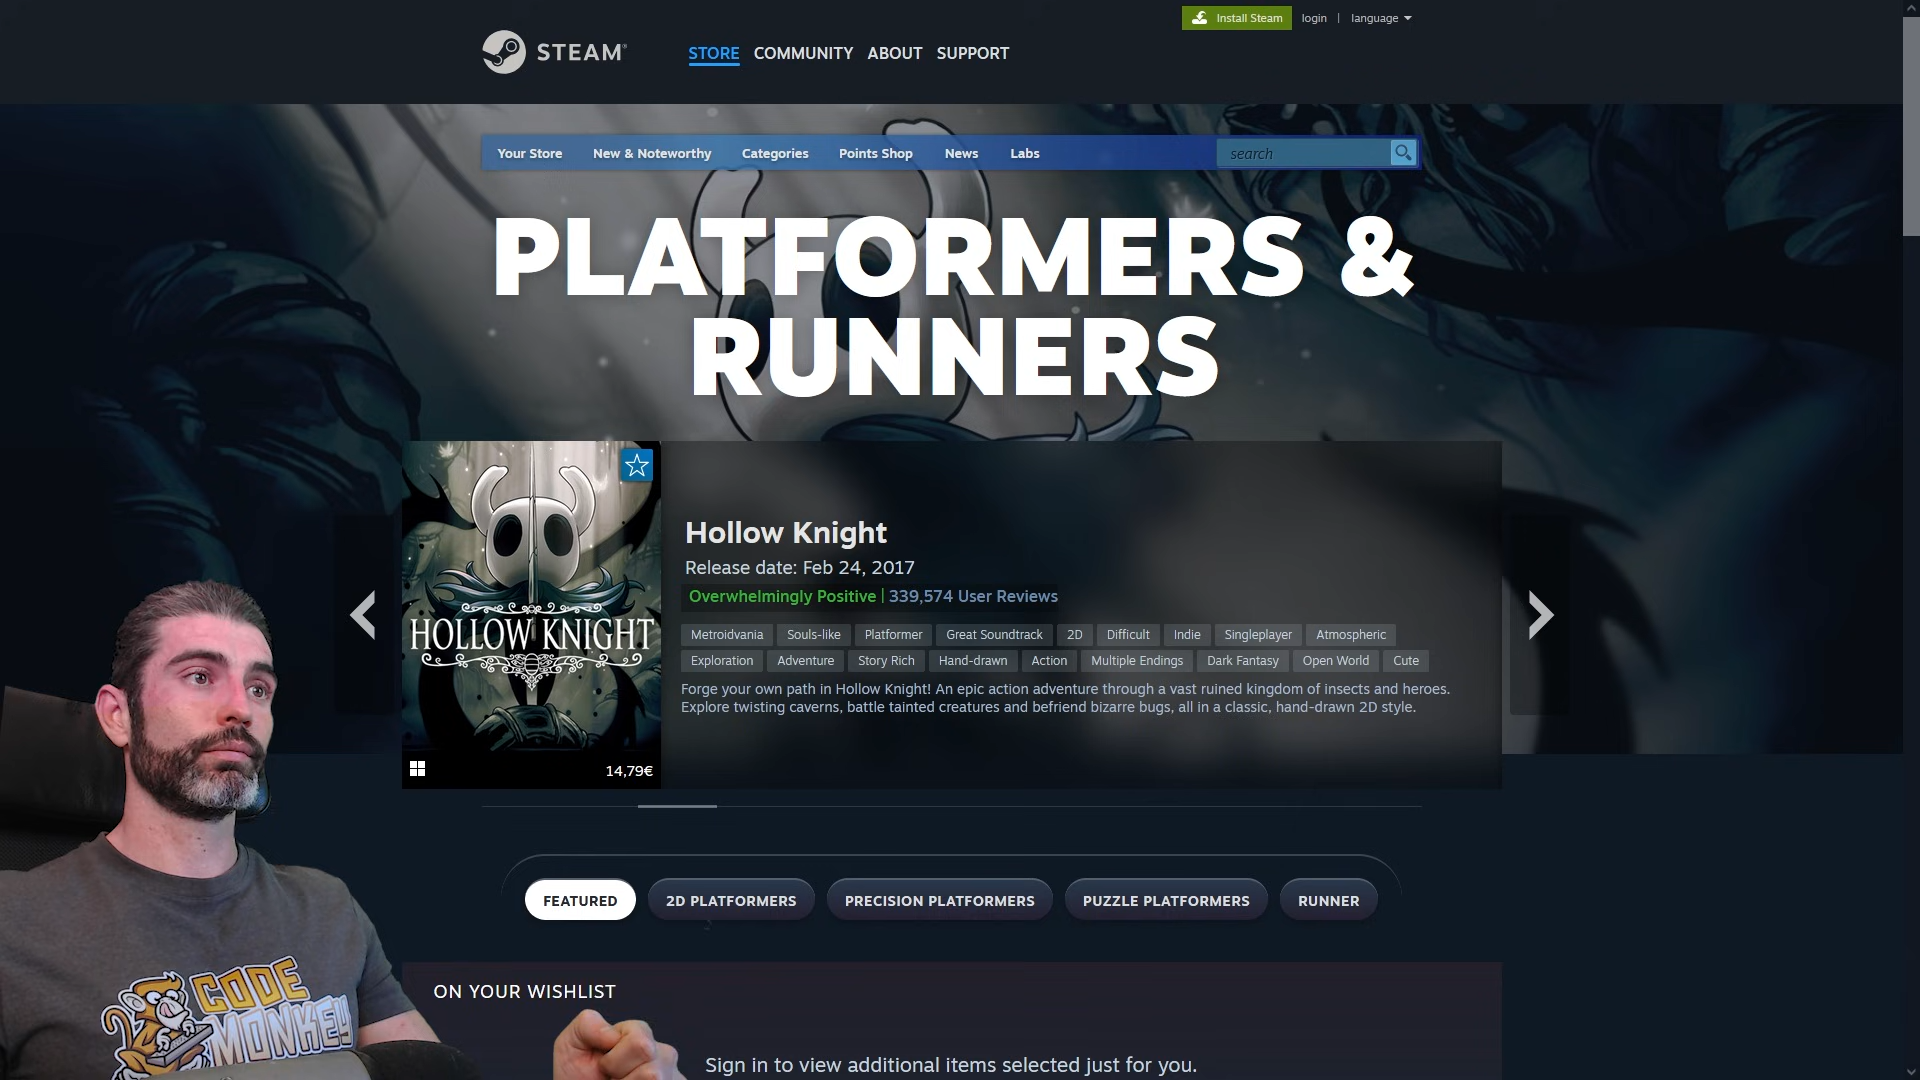 Install Steam login | language
STEAM®
STORE COMMUNITY ABOUT SUPPORT
Your Store New & Noteworthy Categories Points Shop News Labs search
PLATFORMERS &
RUNNERS
HOLLOW KNIGHT
14,79€
Hollow Knight
Release date: Feb 24, 2017
Overwhelmingly Positive | 339,574 User Reviews
Metroidvania Souls-like Platformer Great Soundtrack 2D Difficult Indie Singleplayer Atmospheric
Exploration Adventure Story Rich Hand-drawn Action Multiple Endings Dark Fantasy Open World Cute
Forge your own path in Hollow Knight! An epic action adventure through a vast ruined kingdom of insects and heroes.
Explore twisting caverns, battle tainted creatures and befriend bizarre bugs, all in a classic, hand-drawn 2D style.
FEATURED 2D PLATFORMERS PRECISION PLATFORMERS PUZZLE PLATFORMERS RUNNER
ON YOUR WISHLIST
Sign in to view additional items selected just for you.
CODE
MONKEY